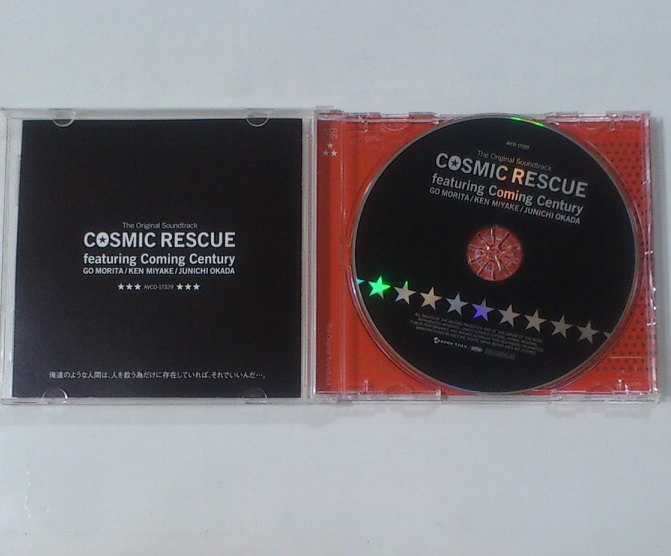 The Original Soundtrack
COSMIC RESCUE
featuring Coming Century
GO MORITA/KEN MIYAKE/JUNICHI OKADA
★★★ AVCD-17329 ★★★
俺達のような人間は、人を救う為だけに存在していれば、それでいいんだ…。
AVCD-17329
The Original Soundtrack
COSMIC RESCUE
featuring Coming Century
GO MORITA/KEN MIYAKE/JUNICHI OKADA